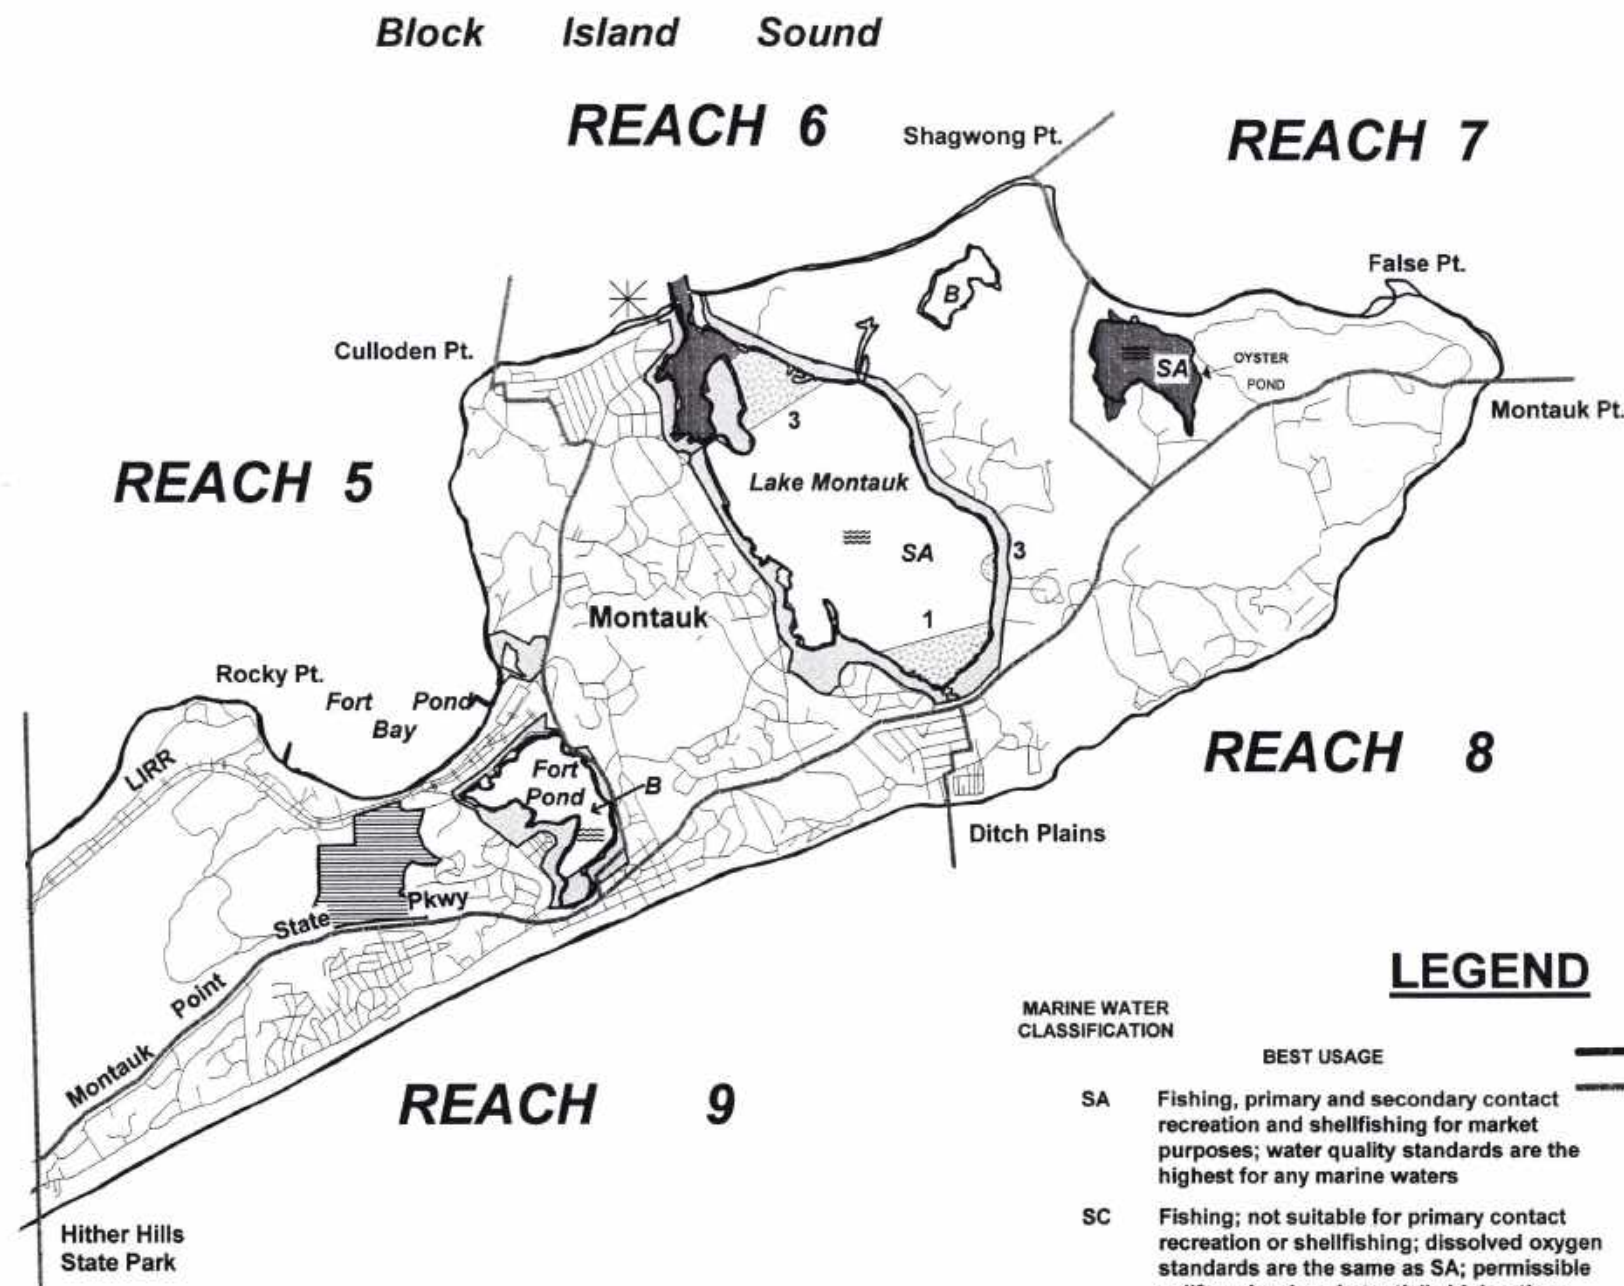 Block Island Sound
REACH 6
Shagwong Pt.
REACH 7
False Pt.
B
Culloden Pt.
SA
OYSTER
POND
Montauk Pt.
3
REACH 5
Lake Montauk
SA
3
1
Montauk
Rocky Pt.
Fort Pond
Bay
REACH 8
LIRR
Fort
Pond
B
Ditch Plains
Pkwy
State
Point
Montauk
LEGEND
MARINE WATER
CLASSIFICATION
BEST USAGE
REACH 9
SA Fishing, primary and secondary contact
recreation and shellfishing for market
purposes; water quality standards are the
highest for any marine waters
SC Fishing; not suitable for primary contact
recreation or shellfishing; dissolved oxygen
standards are the same as SA; permissible
Hither Hills
State Park